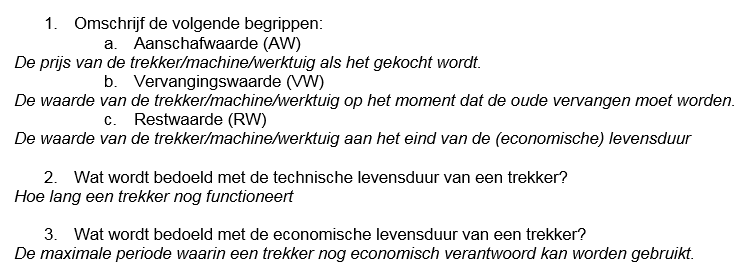 1. Omschrijf de volgende begrippen:
a. Aanschafwaarde (AW)
De prijs van de trekker/machine/werktuig als het gekocht wordt.
b. Vervangingswaarde (VW)
De waarde van de trekker/machine/werktuig op het moment dat de oude vervangen moet worden.
c. Restwaarde (RW)
De waarde van de trekker/machine/werktuig aan het eind van de (economische) levensduur
2. Wat wordt bedoeld met de technische levensduur van een trekker?
Hoe lang een trekker nog functioneert
3. Wat wordt bedoeld met de economische levensduur van een trekker?
De maximale periode waarin een trekker nog economisch verantwoord kan worden gebruikt.